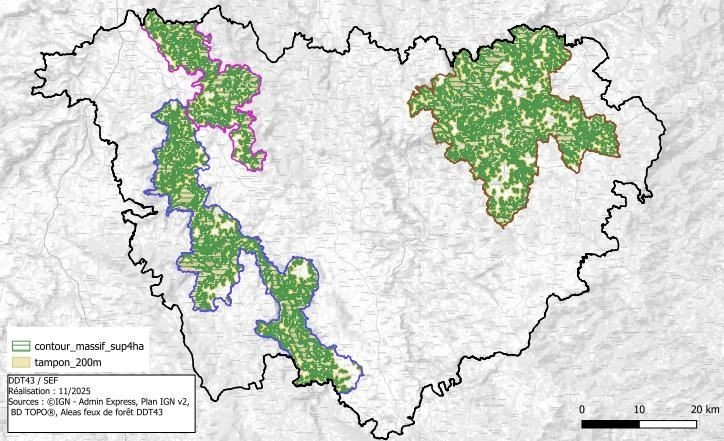 contour_massif_sup4ha
tampon_200m
DDT43 / SEF
Réalisation : 11/2025
Sources : ©IGN - Admin Express, Plan IGN v2,
BD TOPO®, Aleas feux de forêt DDT43
0 10 20 km